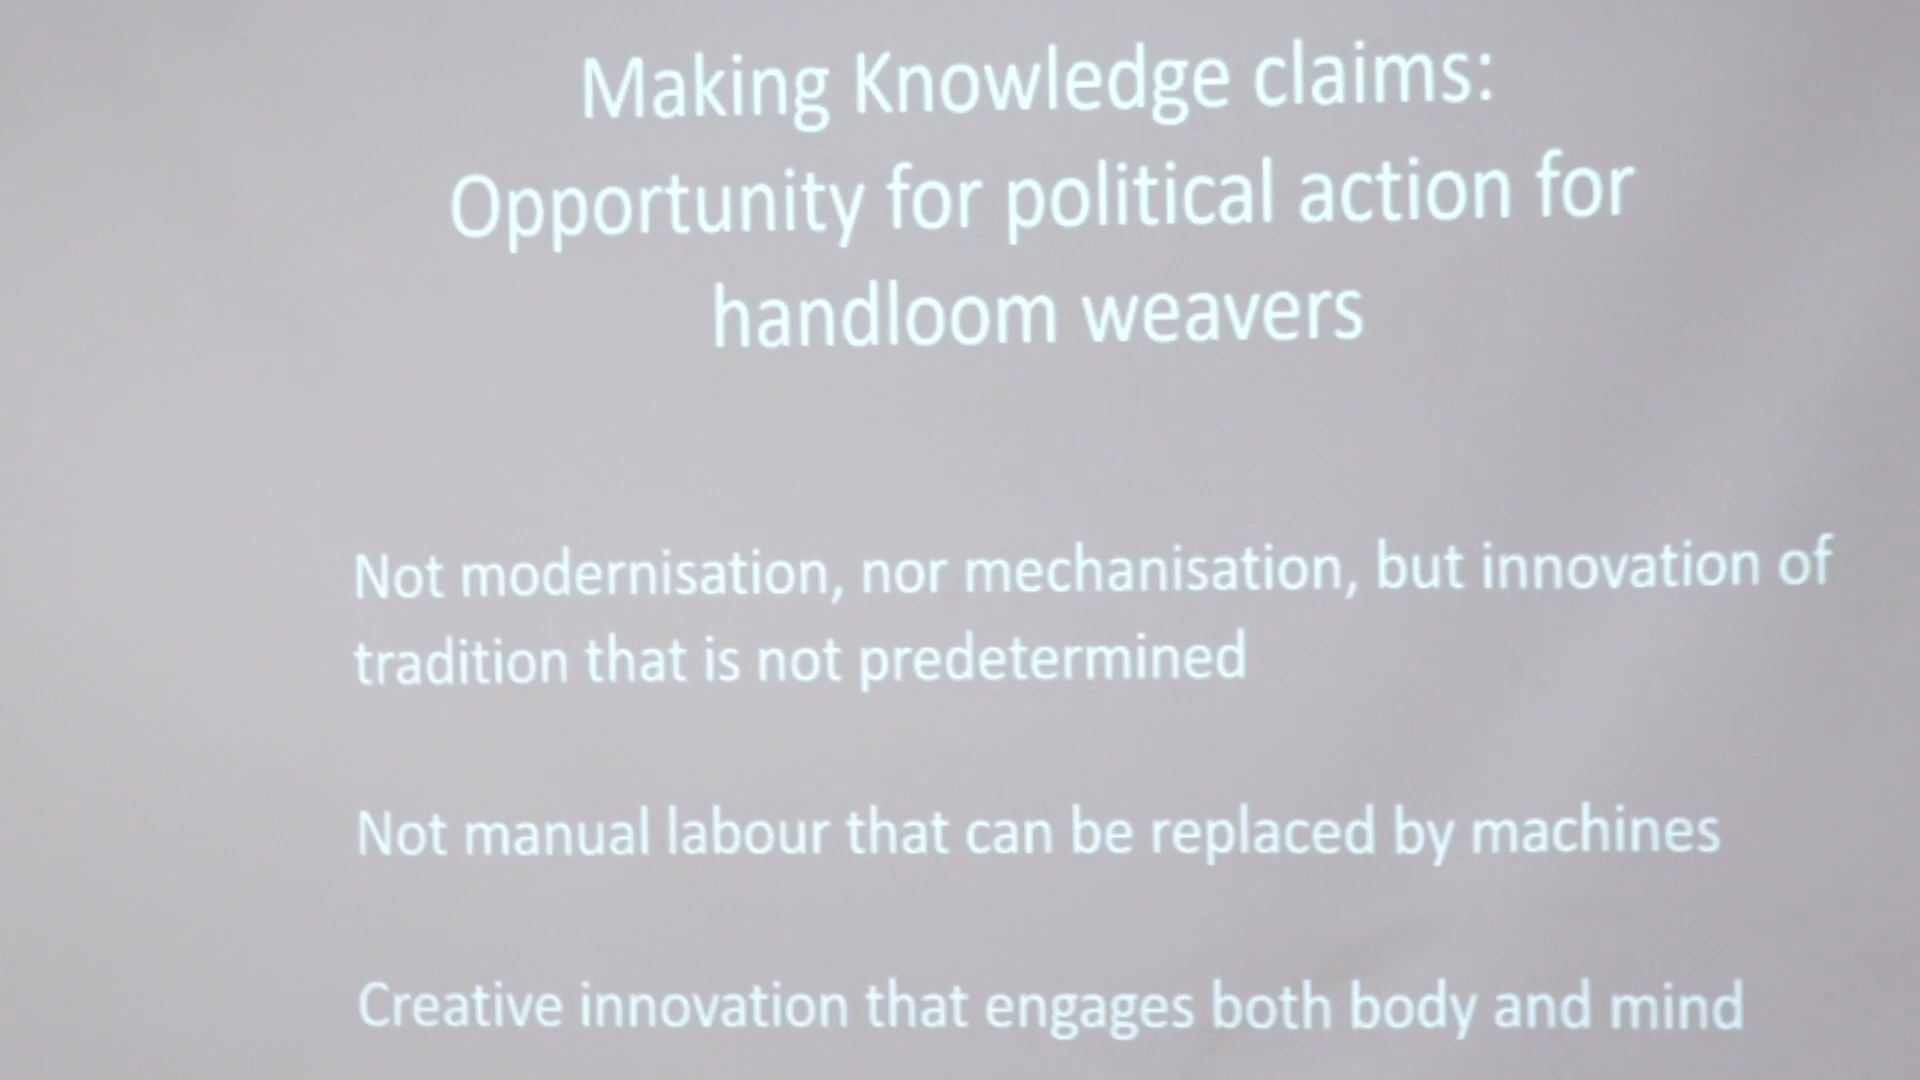 Making Knowledge claims:
Opportunity for political action for
handloom weavers
Not modernisation, nor mechanisation, but innovation of
tradition that is not predetermined
Not manual labour that can be replaced by machines
Creative innovation that engages both body and mind